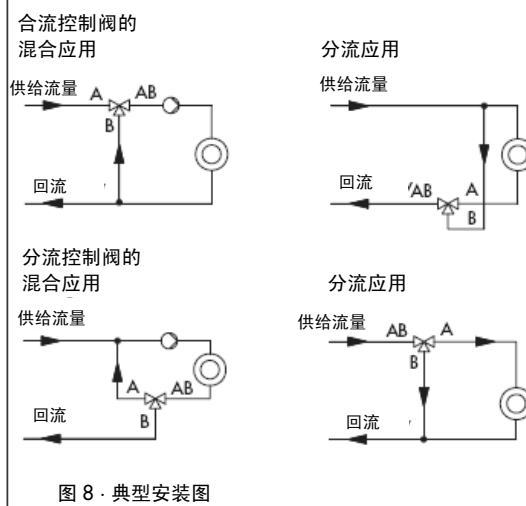 合流控制阀的
混合应用
供给流量
A
AB
B
回流
分流应用
供给流量
回流
AB
A
B
分流控制阀的
混合应用
供给流量
A
AB
B
回流
分流应用
供给流量
AB
A
B
回流
图 8 · 典型安装图